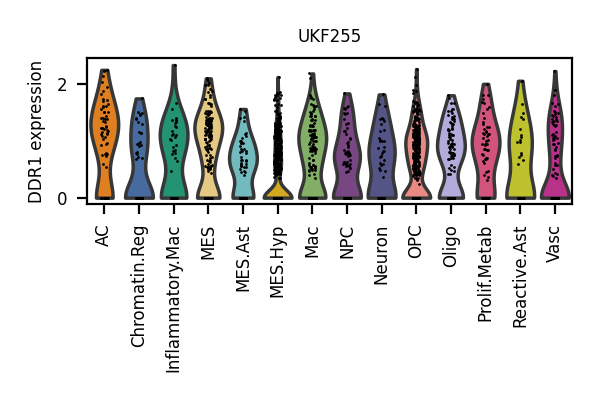 UKF255
DDR1 expression
2
0
AC
Chromatin.Reg
Inflammatory.Mac
MES
MES.Ast
MES.Hyp
Mac
NPC
Neuron
OPC
Oligo
Prolif.Metab
Reactive.Ast
Vasc